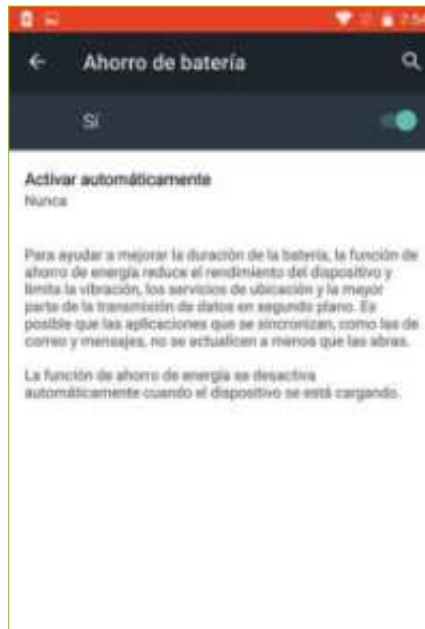 7:54
Ahorro de batería
Sí
Activar automáticamente
Nunca
Para ayudar a mejorar la duración de la batería, la función de
ahorro de energía reduce el rendimiento del dispositivo y
limita la vibración, los servicios de ubicación y la mayor
parte de la transmisión de datos en segundo plano. Es
posible que las aplicaciones que se sincronizan, como las de
correo y mensajes, no se actualicen a menos que las abras.
La función de ahorro de energía se desactiva
automáticamente cuando el dispositivo se está cargando.